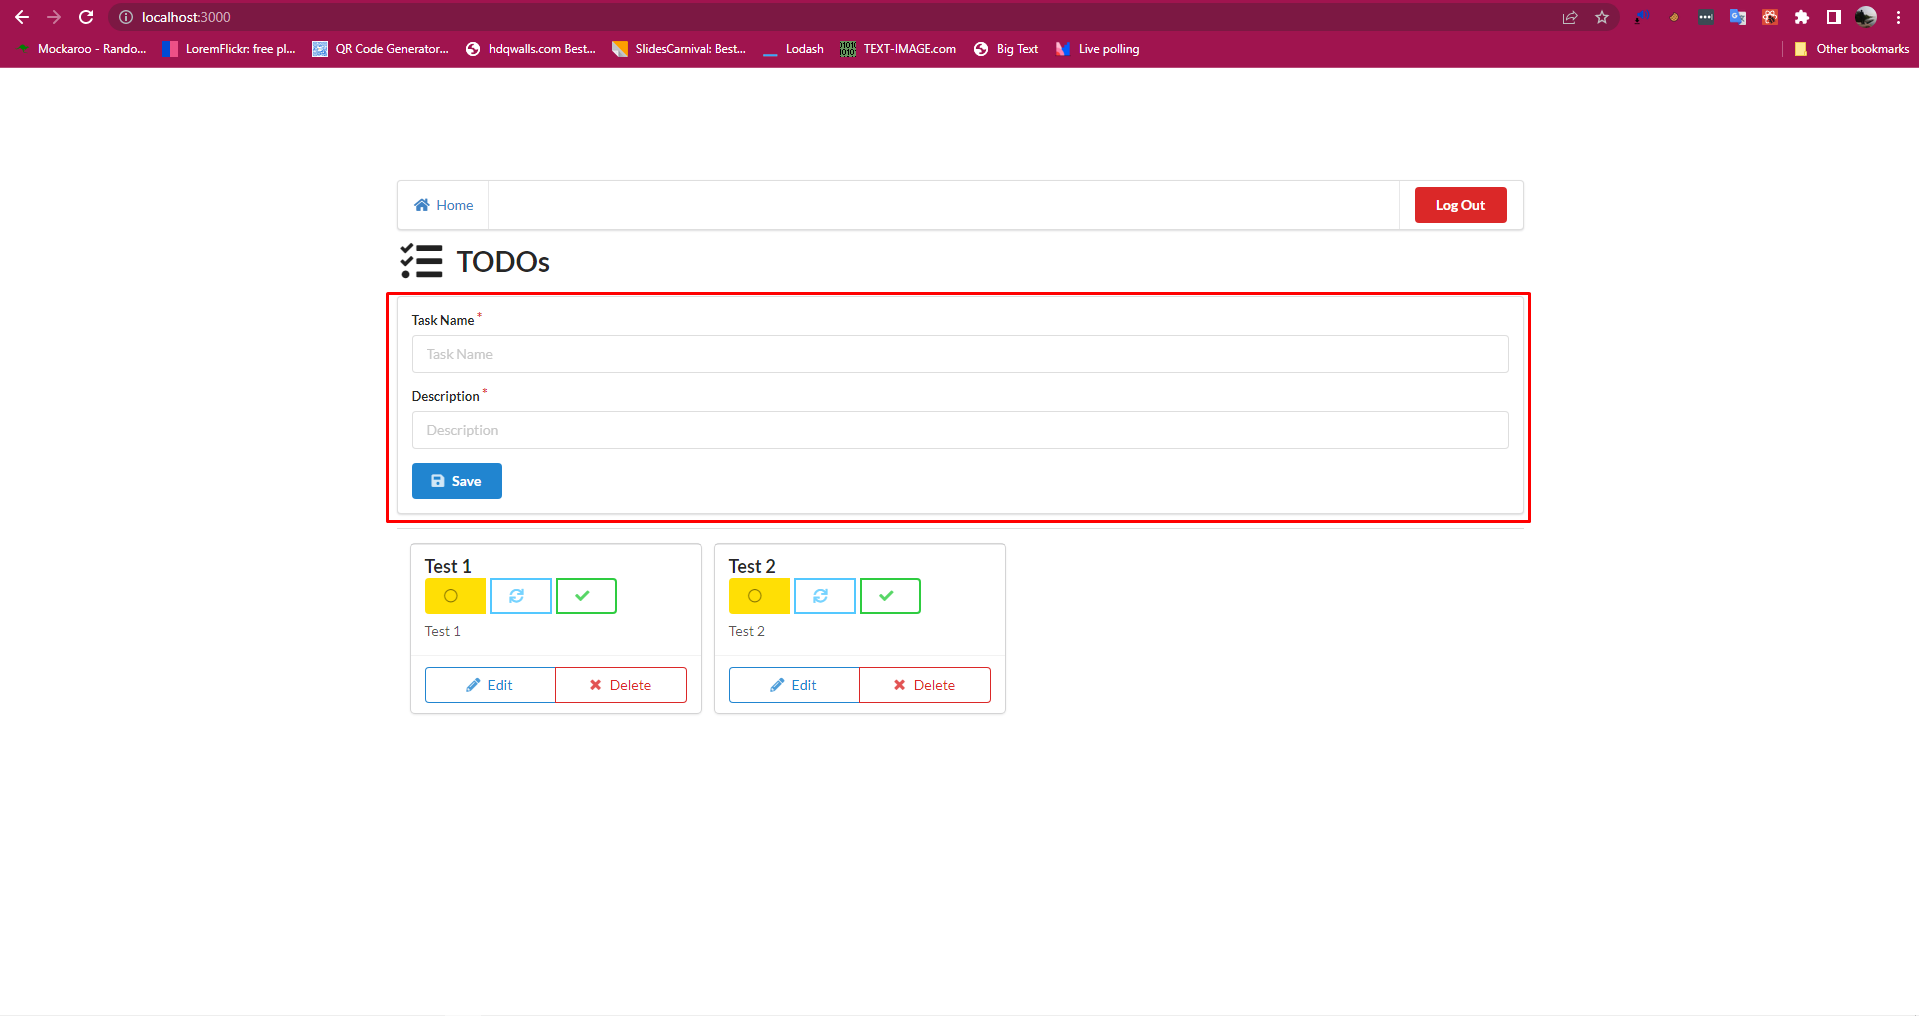 localhost:3000
Mockaroo - Rando... LoremFlickr: free pl... QR Code Generator... hdqwalls.com Best... SlidesCarnival: Best... Lodash TEXT-IMAGE.com Big Text Live polling Other bookmarks
Home Log Out
TODOs
Task Name *
Task Name
Description *
Description
Save
Test 1 Test 2
Test 1 Test 2
Edit Delete Edit Delete